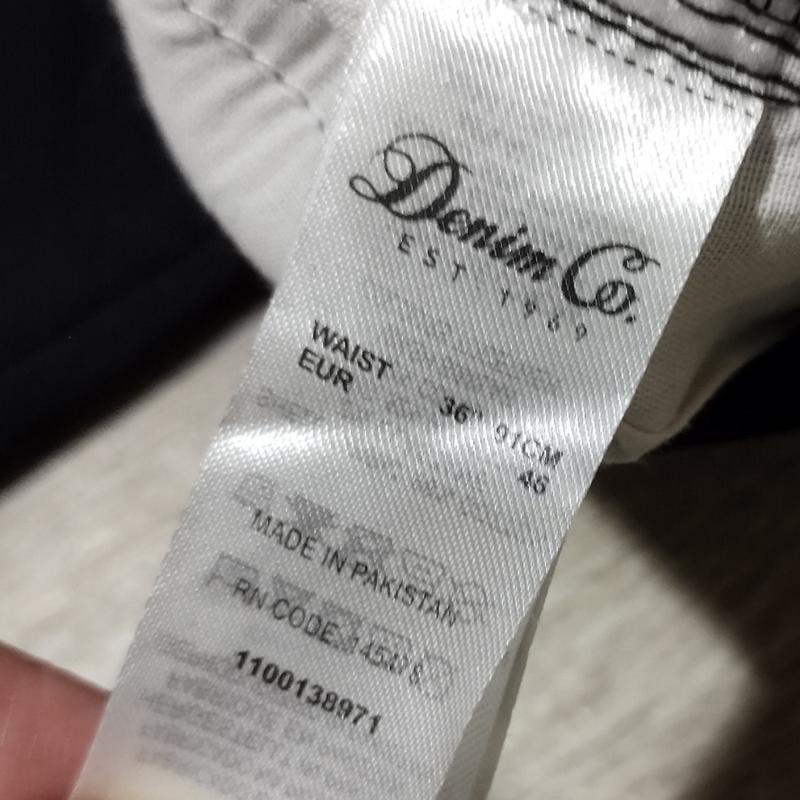 Denim Co.
EST 1969
WAIST 36" 91CM
EUR 46
MADE IN PAKISTAN
RN CODE
1100138971